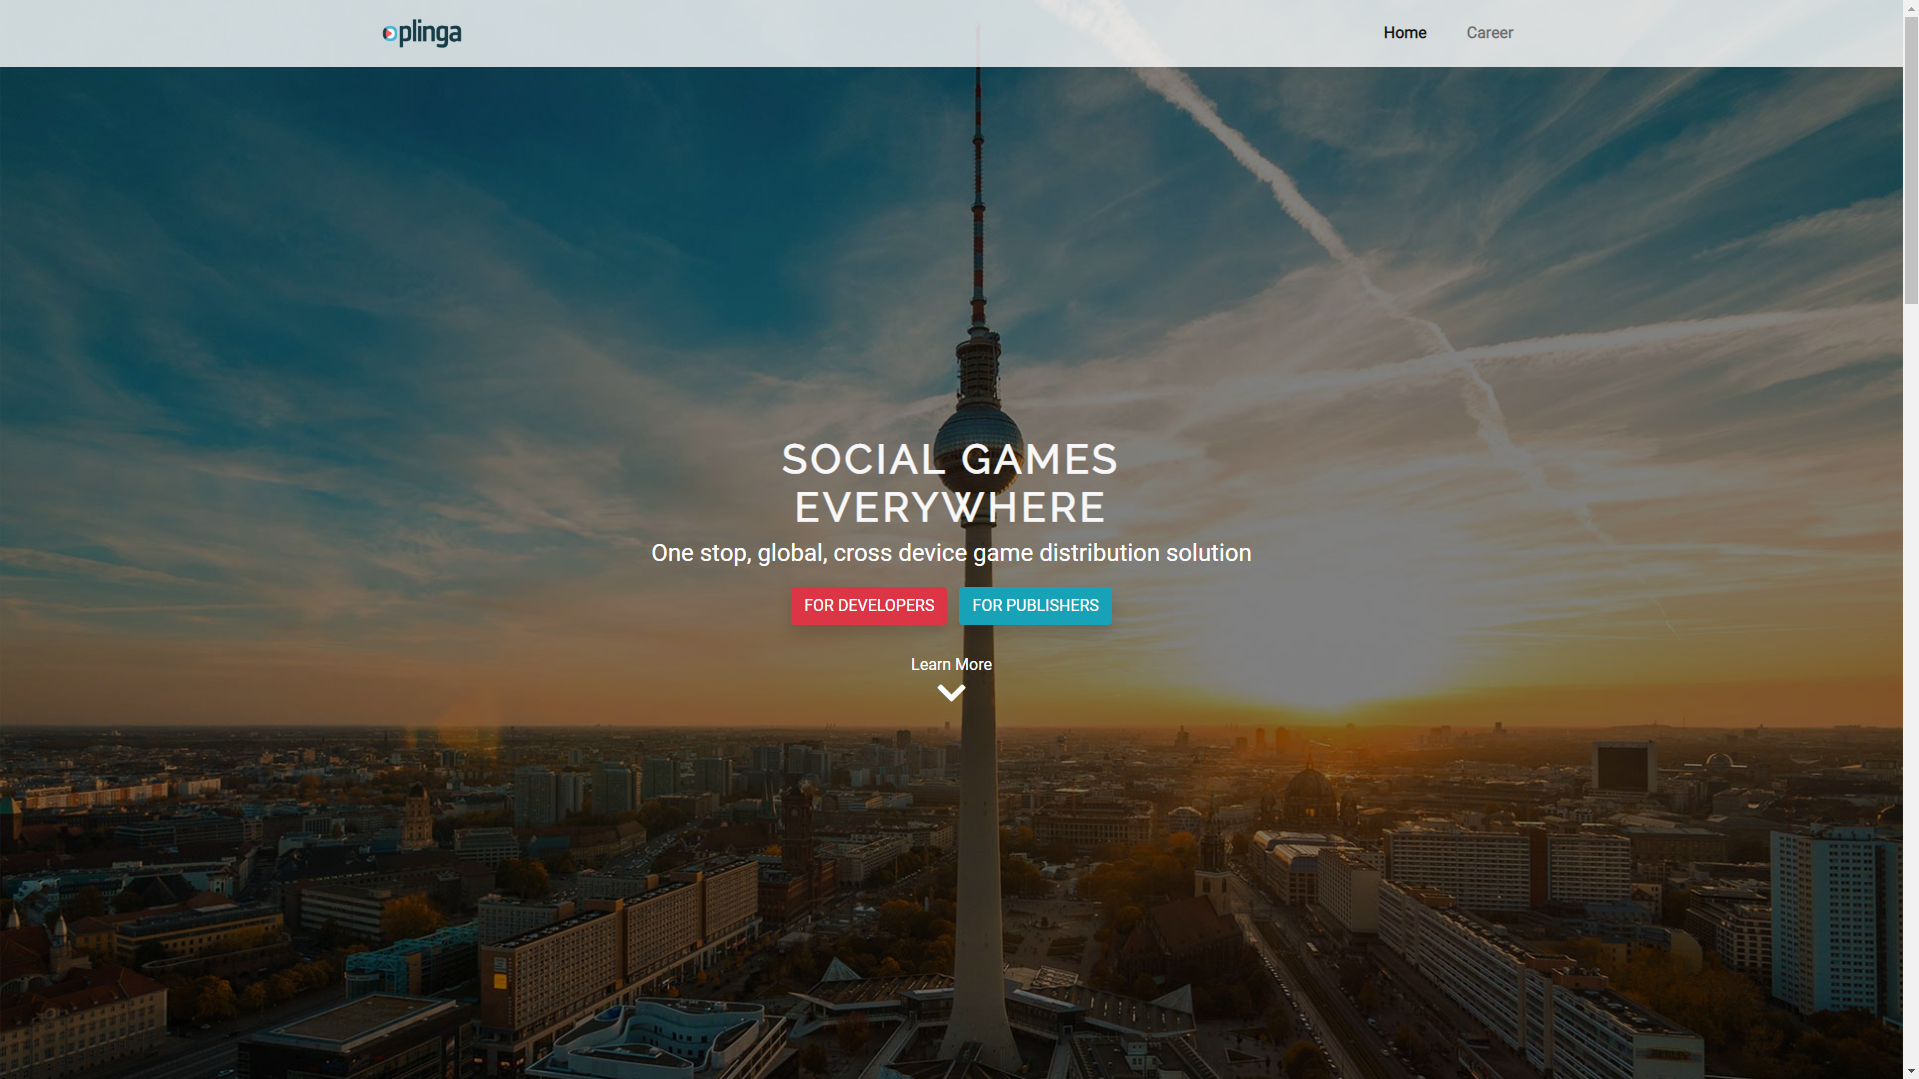 plinga
Home
Career
SOCIAL GAMES
EVERYWHERE
One stop, global, cross device game distribution solution
FOR DEVELOPERS
FOR PUBLISHERS
Learn More